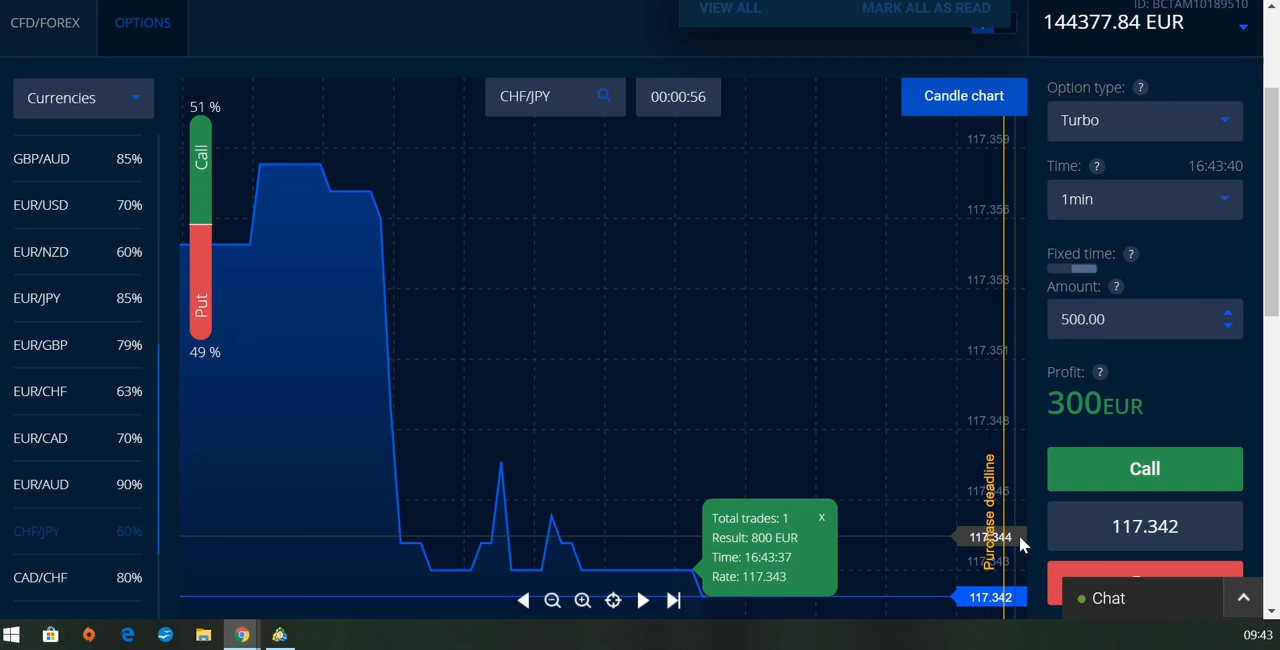 VIEW ALL MARK ALL AS READ
ID: BCTAM10189510
CFD/FOREX OPTIONS
144377.84 EUR
Currencies
CHF/JPY
00:00:56
Candle chart
51 %
Call
Put
49 %
GBP/AUD 85%
EUR/USD 70%
EUR/NZD 60%
EUR/JPY 85%
EUR/GBP 79%
EUR/CHF 63%
EUR/CAD 70%
EUR/AUD 90%
CHF/JPY 60%
CAD/CHF 80%
117.359
117.355
117.353
117.351
117.348
117.346
117.344
117.343
117.342
Purchase deadline
Total trades: 1 x
Result: 800 EUR
Time: 16:43:37
Rate: 117.343
Option type: ?
Turbo
Time: ? 16:43:40
1min
Fixed time: ?
Amount: ?
500.00
Profit: ?
300EUR
Call
117.342
Chat
09:43